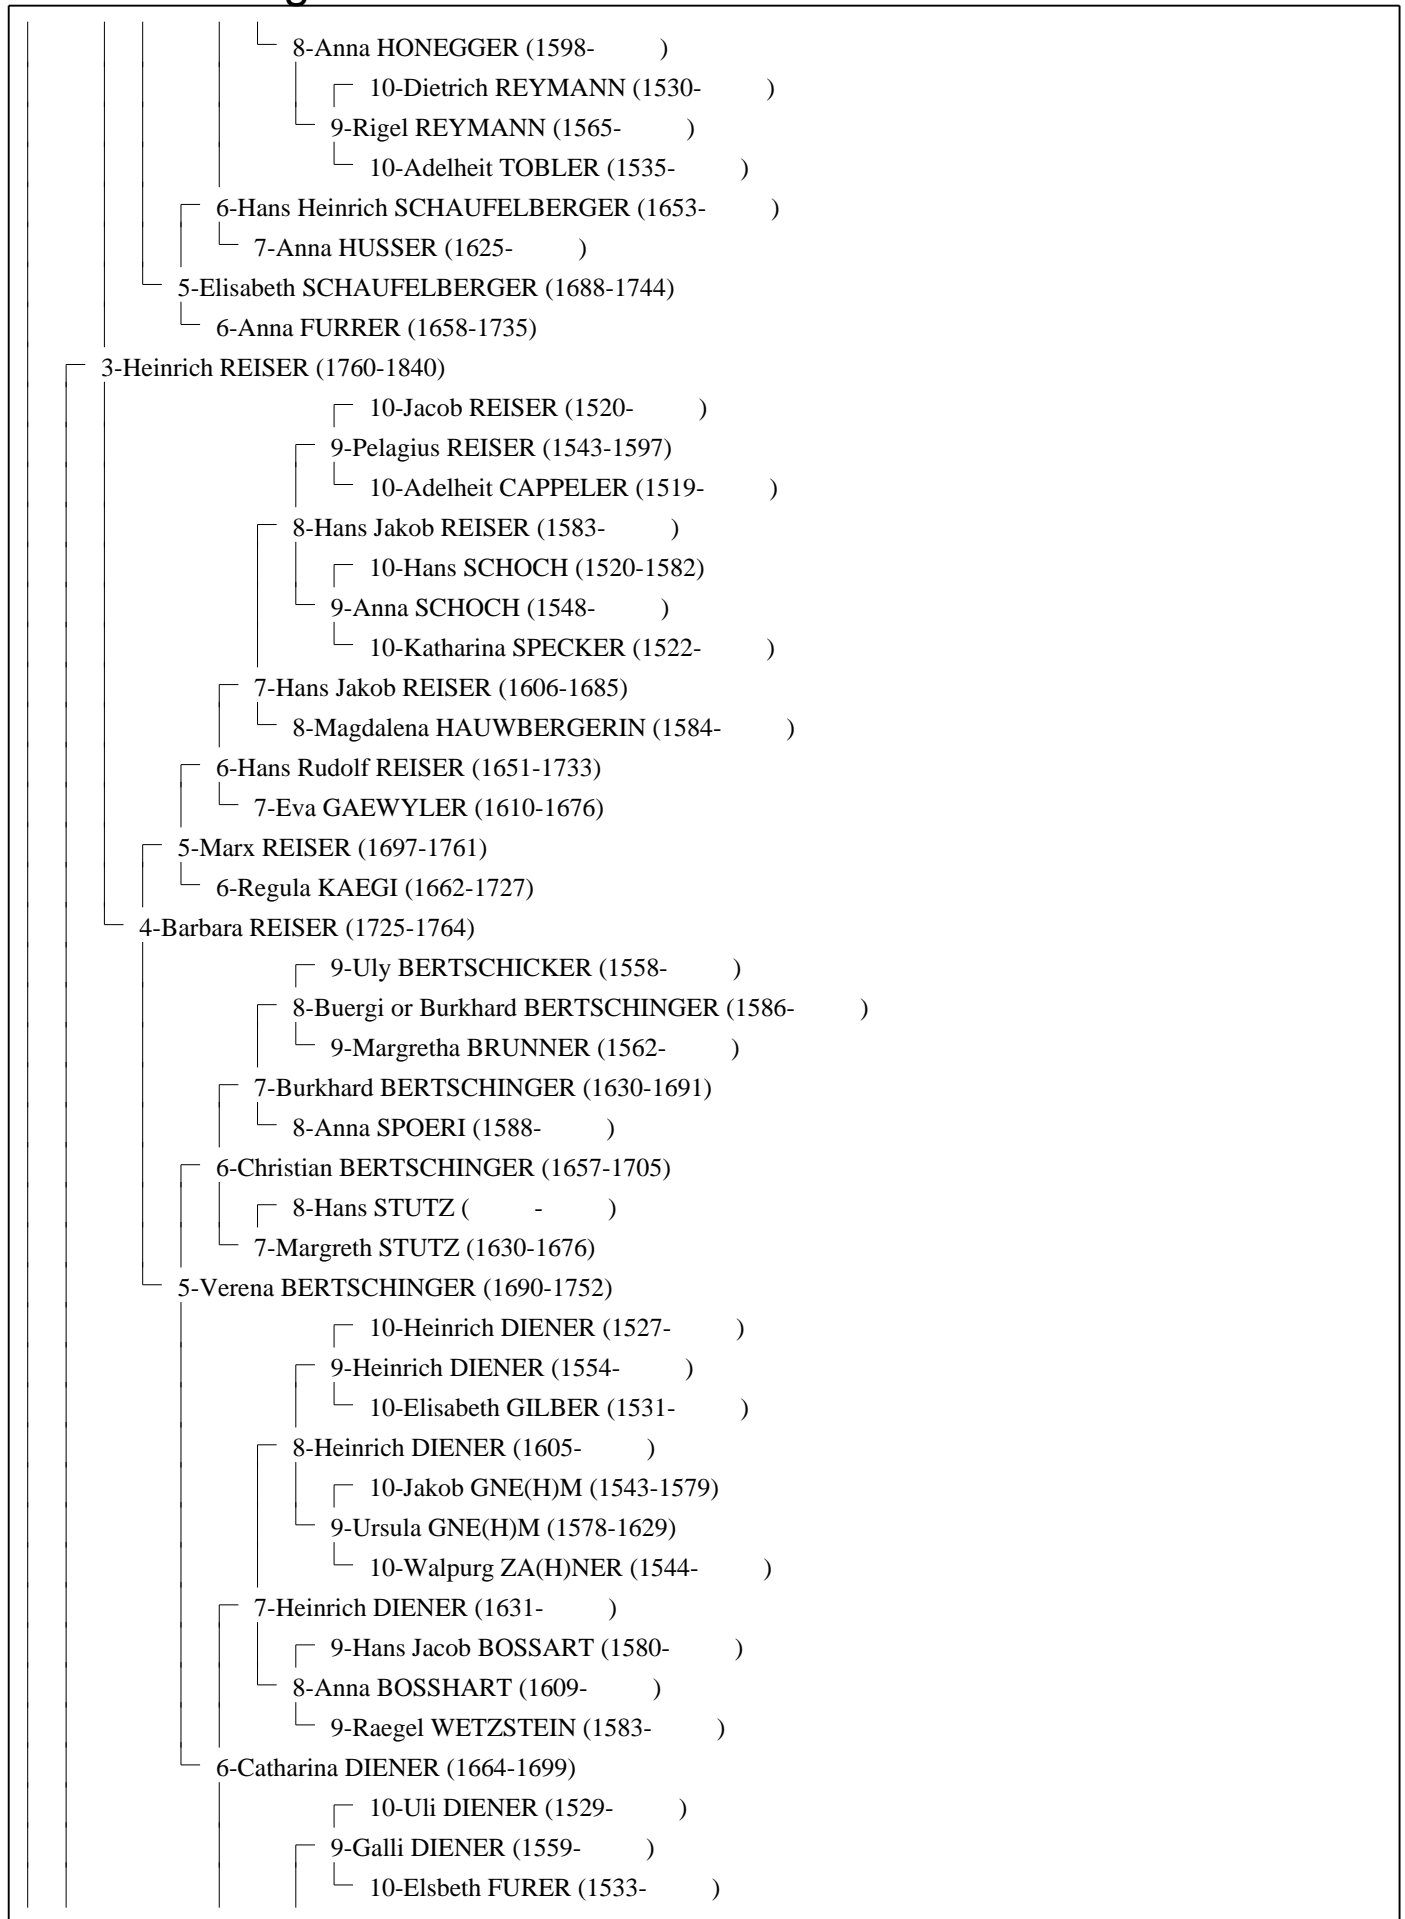 8-Anna HONEGGER (1598- )
10-Dietrich REYMANN (1530- )
9-Rigel REYMANN (1565- )
10-Adelheit TOBLER (1535- )
6-Hans Heinrich SCHAUFELBERGER (1653- )
7-Anna HUSSER (1625- )
5-Elisabeth SCHAUFELBERGER (1688-1744)
6-Anna FURRER (1658-1735)
3-Heinrich REISER (1760-1840)
10-Jacob REISER (1520- )
9-Pelagius REISER (1543-1597)
10-Adelheit CAPPELER (1519- )
8-Hans Jakob REISER (1583- )
10-Hans SCHOCH (1520-1582)
9-Anna SCHOCH (1548- )
10-Katharina SPECKER (1522- )
7-Hans Jakob REISER (1606-1685)
8-Magdalena HAUWBERGERIN (1584- )
6-Hans Rudolf REISER (1651-1733)
7-Eva GAEWYLER (1610-1676)
5-Marx REISER (1697-1761)
6-Regula KAEGI (1662-1727)
4-Barbara REISER (1725-1764)
9-Uly BERTSCHICKER (1558- )
8-Buergi or Burkhard BERTSCHINGER (1586- )
9-Margretha BRUNNER (1562- )
7-Burkhard BERTSCHINGER (1630-1691)
8-Anna SPOERI (1588- )
6-Christian BERTSCHINGER (1657-1705)
8-Hans STUTZ ( - )
7-Margreth STUTZ (1630-1676)
5-Verena BERTSCHINGER (1690-1752)
10-Heinrich DIENER (1527- )
9-Heinrich DIENER (1554- )
10-Elisabeth GILBER (1531- )
8-Heinrich DIENER (1605- )
10-Jakob GNE(H)M (1543-1579)
9-Ursula GNE(H)M (1578-1629)
10-Walpurg ZA(H)NER (1544- )
7-Heinrich DIENER (1631- )
9-Hans Jacob BOSSART (1580- )
8-Anna BOSSHART (1609- )
9-Raegel WETZSTEIN (1583- )
6-Catharina DIENER (1664-1699)
10-Uli DIENER (1529- )
9-Galli DIENER (1559- )
10-Elsbeth FURER (1533- )